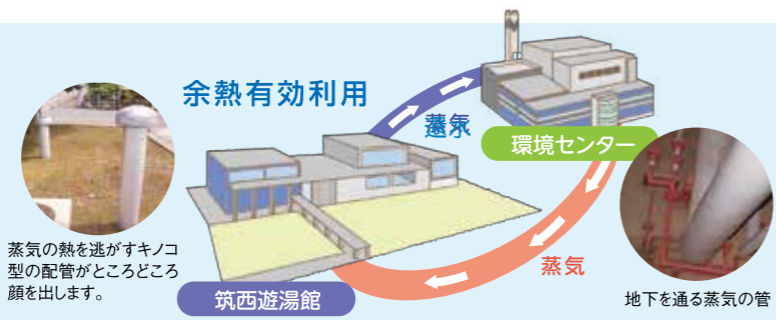 余熱有効利用
環境センター
蒸気
筑西遊湯館
蒸気の熱を逃がすキノコ
型の配管がところどころ
顔を出します。
地下を通る蒸気の管